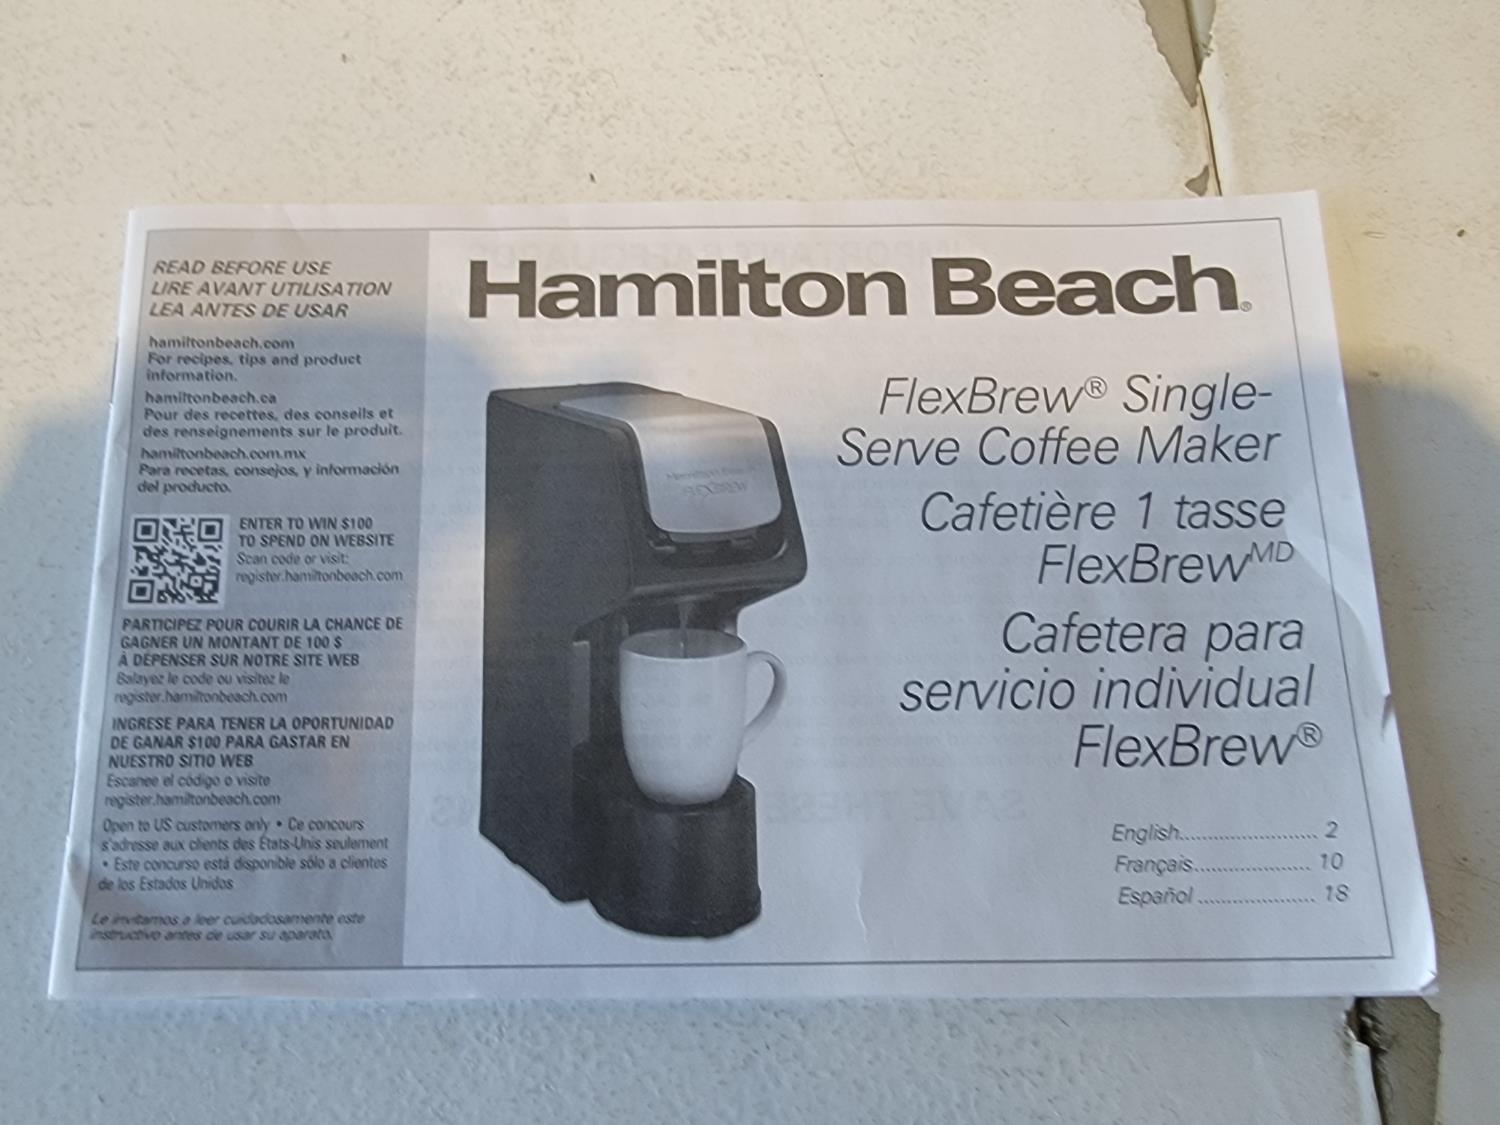 READ BEFORE USE
LIRE AVANT UTILISATION
LEA ANTES DE USAR
hamiltonbeach.com
For recipes, tips and product
information.
hamiltonbeach.ca
Pour des recettes, des conseils et
des renseignements sur le produit.
hamiltonbeach.com.mx
Para recetas, consejos, y información
del producto.
ENTER TO WIN $100
TO SPEND ON WEBSITE
Scan code or visit:
register.hamiltonbeach.com
PARTICIPEZ POUR COURIR LA CHANCE DE
GAGNER UN MONTANT DE 100 $
À DÉPENSER SUR NOTRE SITE WEB
Balayez le code ou visitez le
register.hamiltonbeach.com
INGRESE PARA TENER LA OPORTUNIDAD
DE GANAR $100 PARA GASTAR EN
NUESTRO SITIO WEB
Escanee el código o visite
register.hamiltonbeach.com
Open to US customers only • Ce concours
s'adresse aux clients des États-Unis seulement
• Este concurso está disponible sólo a clientes
de los Estados Unidos
Le invitamos a leer cuidadosamente este
instructivo antes de usar su aparato.
Hamilton Beach®
Hamilton Beach
FLEXBREW
FlexBrew® Single-
Serve Coffee Maker
Cafetière 1 tasse
FlexBrewMD
Cafetera para
servicio individual
FlexBrew®
English........................ 2
Français.................... 10
Español .................... 18